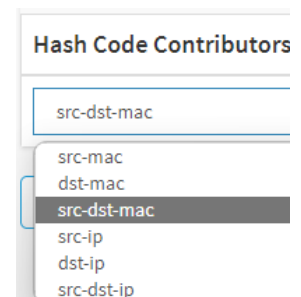 Hash Code Contributors
src-dst-mac
src-mac
dst-mac
src-dst-mac
src-ip
dst-ip
src-dst-ip